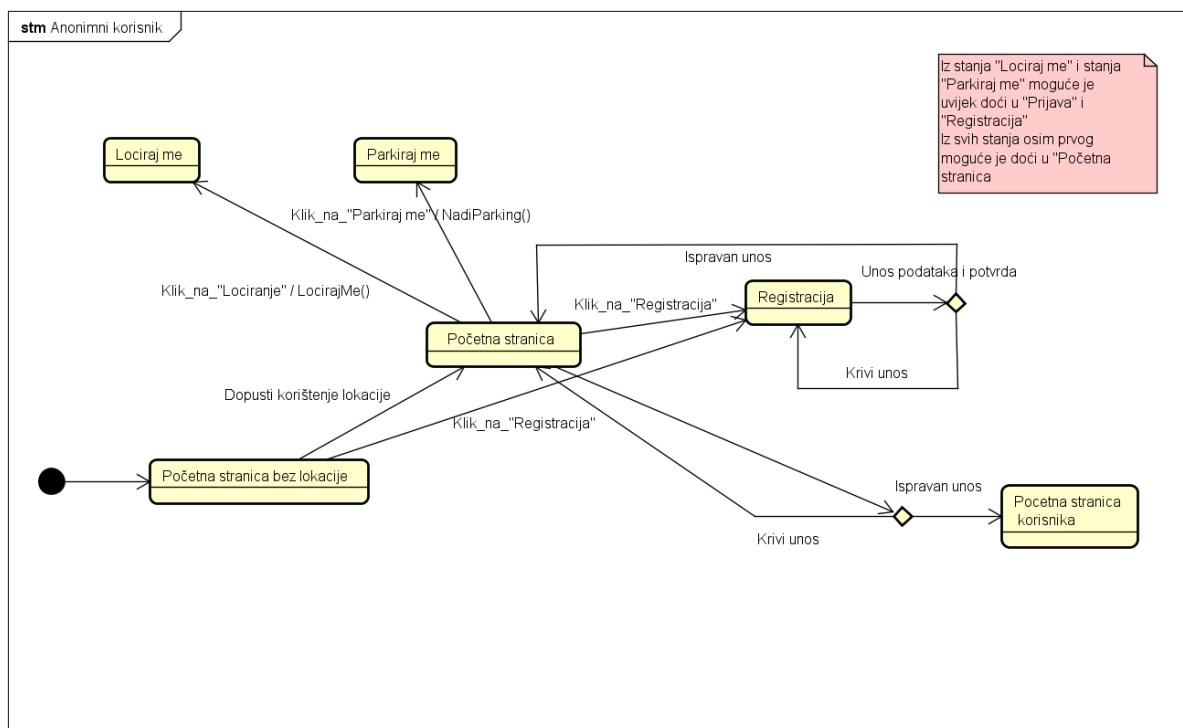 stm Anonimni korisnik
Iz stanja "Lociraj me" i stanja
"Parkiraj me" moguće je
uvijek doći u "Prijava" i
"Registracija"
Iz svih stanja osim prvog
moguće je doći u "Početna
stranica
Lociraj me
Parkiraj me
Klik_na_"Parkiraj me" / NadiParking()
Ispravan unos
Unos podataka i potvrda
Klik_na_"Lociranje" / LocirajMe()
Klik_na_"Registracija"
Registracija
Početna stranica
Krivi unos
Dopusti korištenje lokacije
Klik_na_"Registracija"
Početna stranica bez lokacije
Ispravan unos
Pocetna stranica
korisnika
Krivi unos